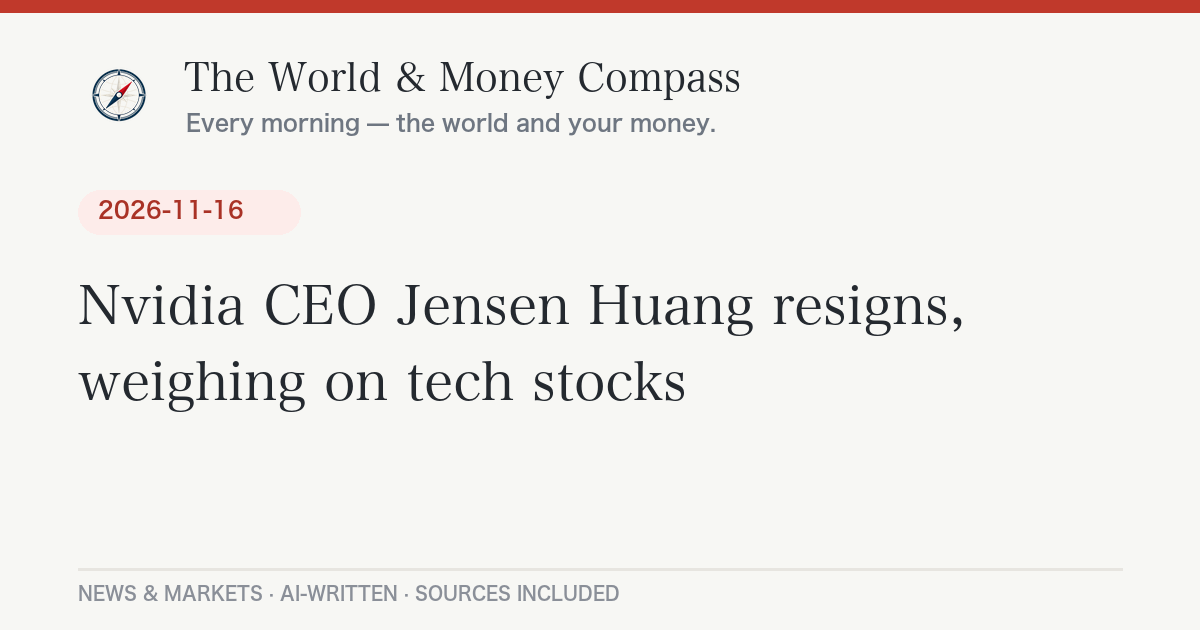 The World & Money Compass
Every morning — the world and your money.
2026-11-16
Nvidia CEO Jensen Huang resigns,
weighing on tech stocks
NEWS & MARKETS · AI-WRITTEN · SOURCES INCLUDED